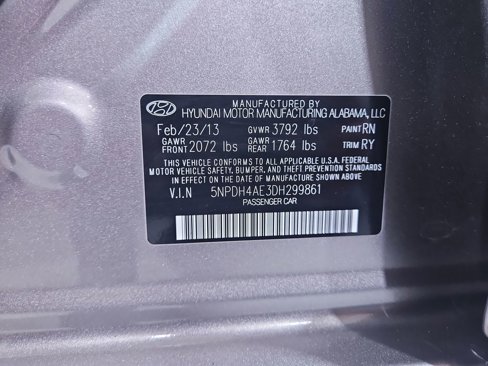 MANUFACTURED BY
HYUNDAI MOTOR MANUFACTURING ALABAMA, LLC
Feb/23/13 GVWR 3792 lbs PAINT RN
GAWR FRONT 2072 lbs GAWR REAR 1764 lbs TRIM RY
THIS VEHICLE CONFORMS TO ALL APPLICABLE U.S.A. FEDERAL
MOTOR VEHICLE SAFETY, BUMPER, AND THEFT PREVENTION STANDARDS
IN EFFECT ON THE DATE OF MANUFACTURE SHOWN ABOVE.
V.I.N 5NPDH4AE3DH299861
PASSENGER CAR